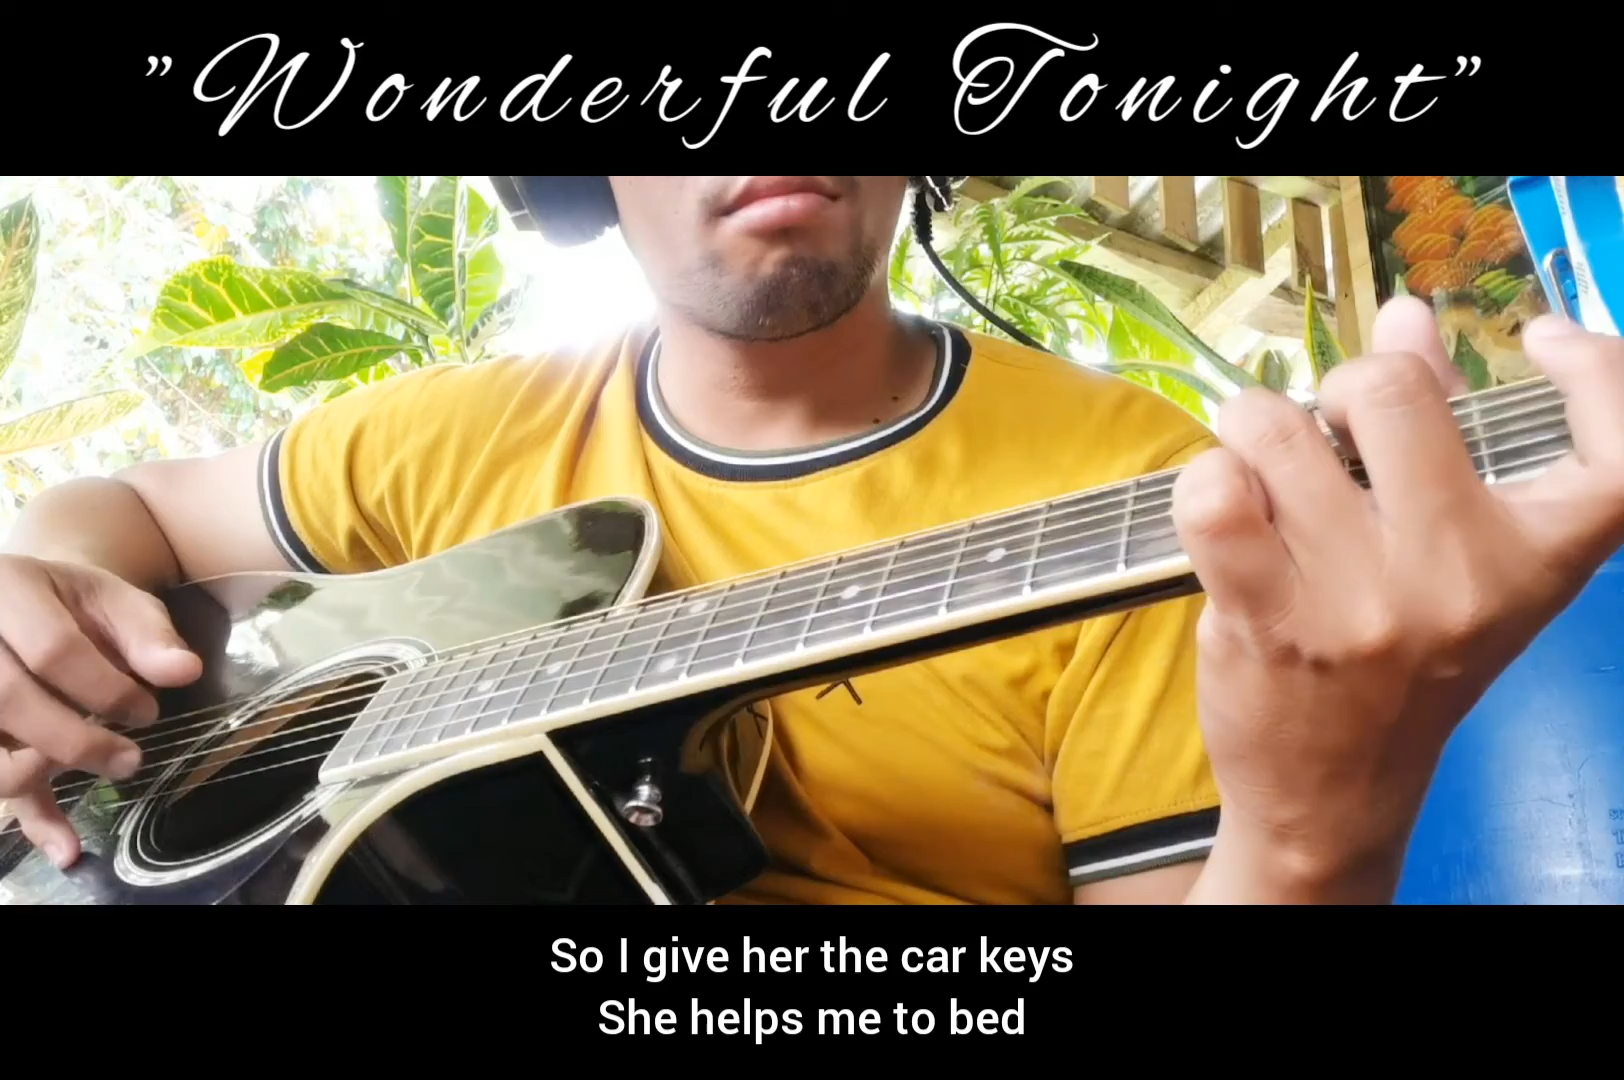 "Wonderful Tonight"
So I give her the car keys
She helps me to bed